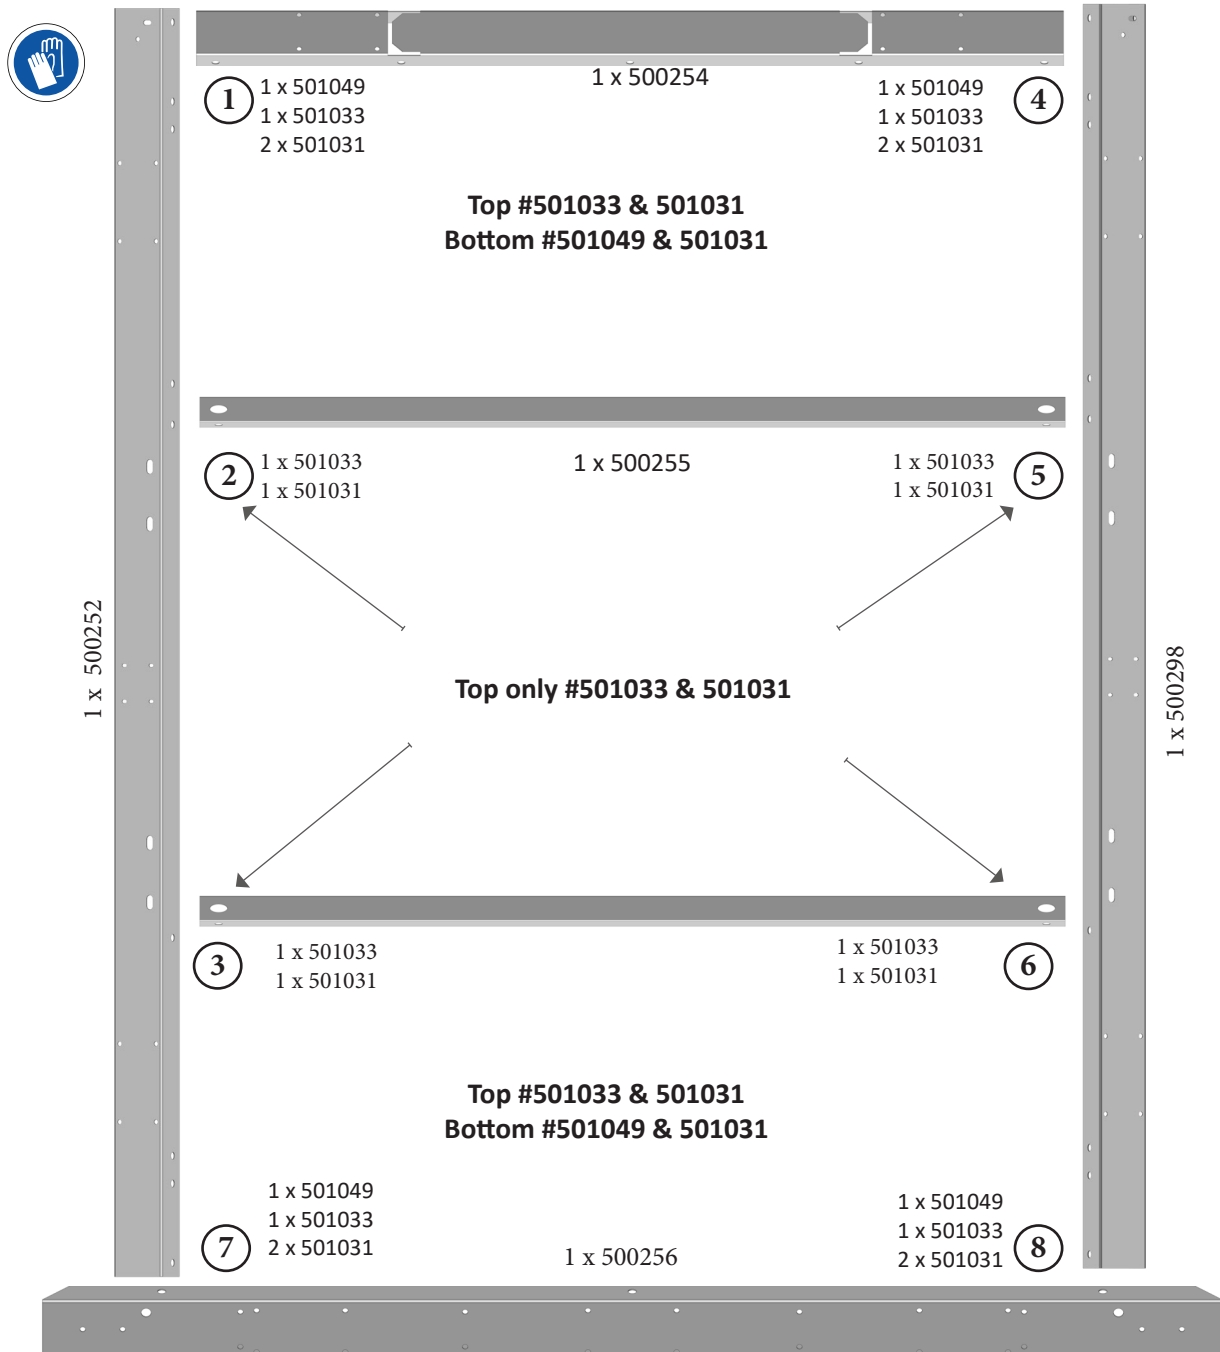 1 x 500254
1
1 x 501049
1 x 501033
2 x 501031
1 x 501049
1 x 501033
2 x 501031
4
Top #501033 & 501031
Bottom #501049 & 501031
2
1 x 501033
1 x 501031
1 x 500255
1 x 501033
1 x 501031
5
1 x 500252
Top only #501033 & 501031
1 x 500298
3
1 x 501033
1 x 501031
1 x 501033
1 x 501031
6
Top #501033 & 501031
Bottom #501049 & 501031
7
1 x 501049
1 x 501033
2 x 501031
1 x 500256
1 x 501049
1 x 501033
2 x 501031
8